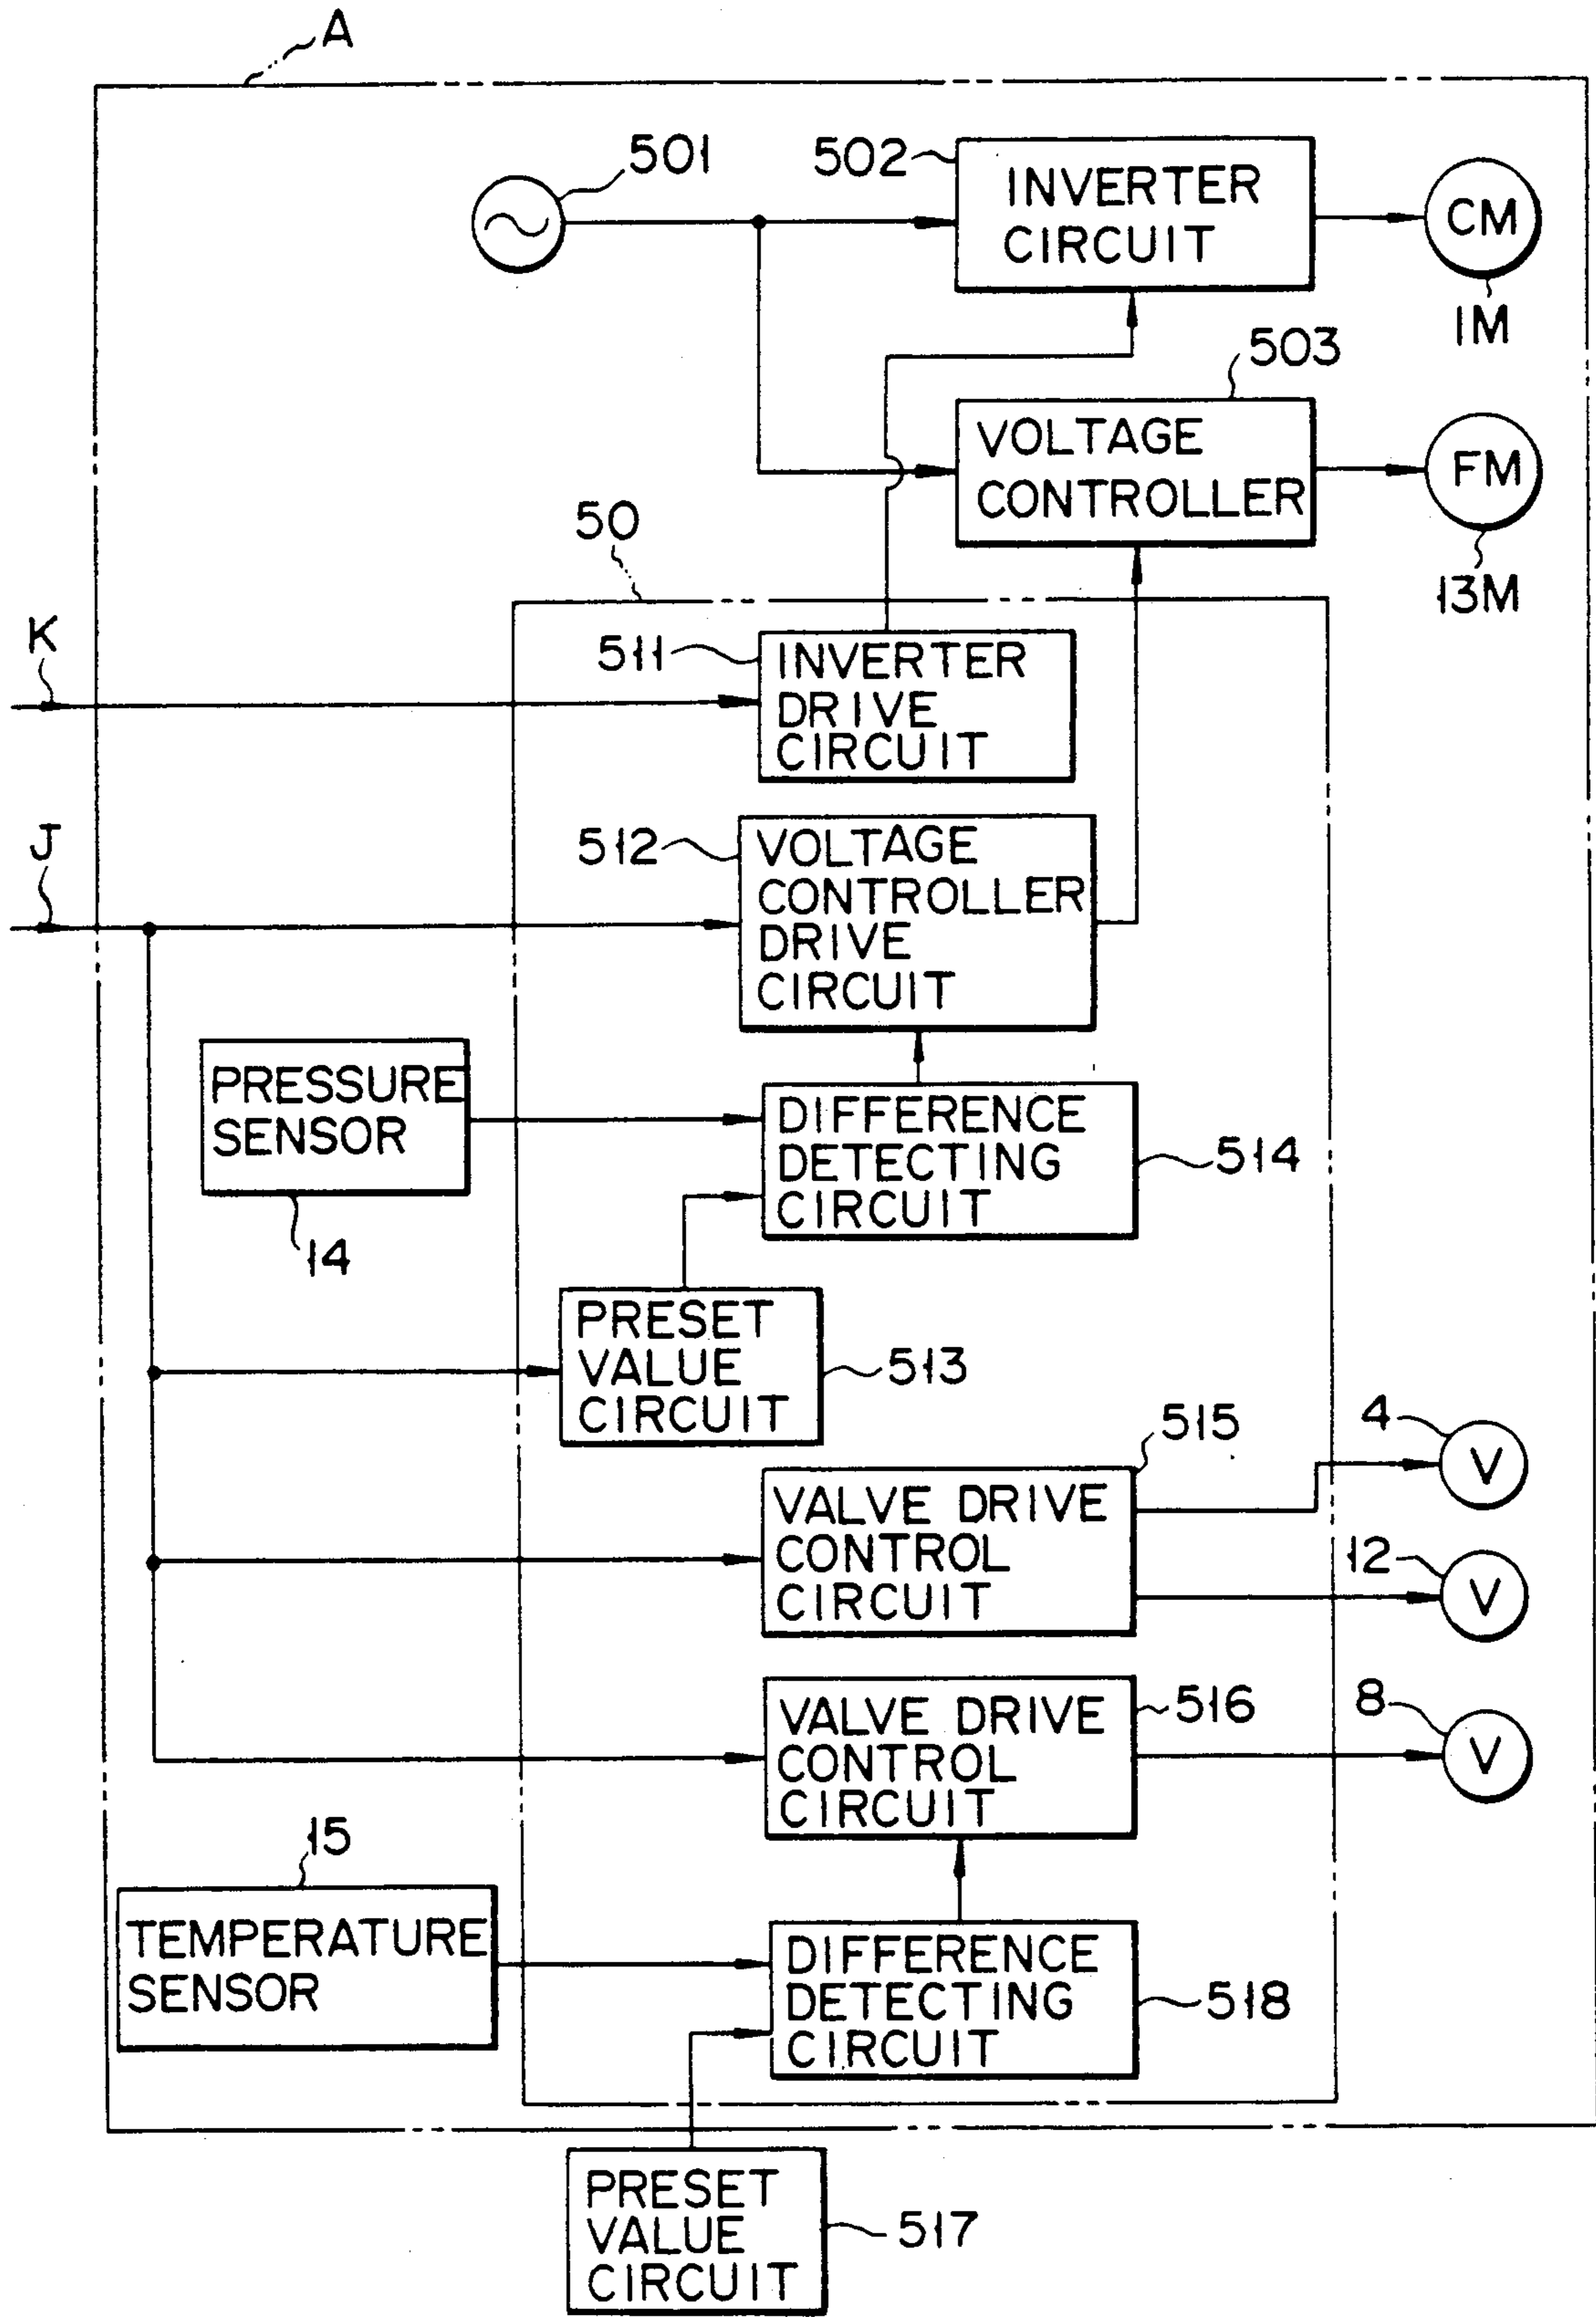 A
501
502
INVERTER
CIRCUIT
CM
1M
503
VOLTAGE
CONTROLLER
FM
13M
50
K
511
INVERTER
DRIVE
CIRCUIT
J
512
VOLTAGE
CONTROLLER
DRIVE
CIRCUIT
PRESSURE
SENSOR
14
DIFFERENCE
DETECTING
CIRCUIT
514
PRESET
VALUE
CIRCUIT
513
515
VALVE DRIVE
CONTROL
CIRCUIT
4
V
12
V
VALVE DRIVE
CONTROL
CIRCUIT
516
8
V
15
TEMPERATURE
SENSOR
DIFFERENCE
DETECTING
CIRCUIT
518
PRESET
VALUE
CIRCUIT
517